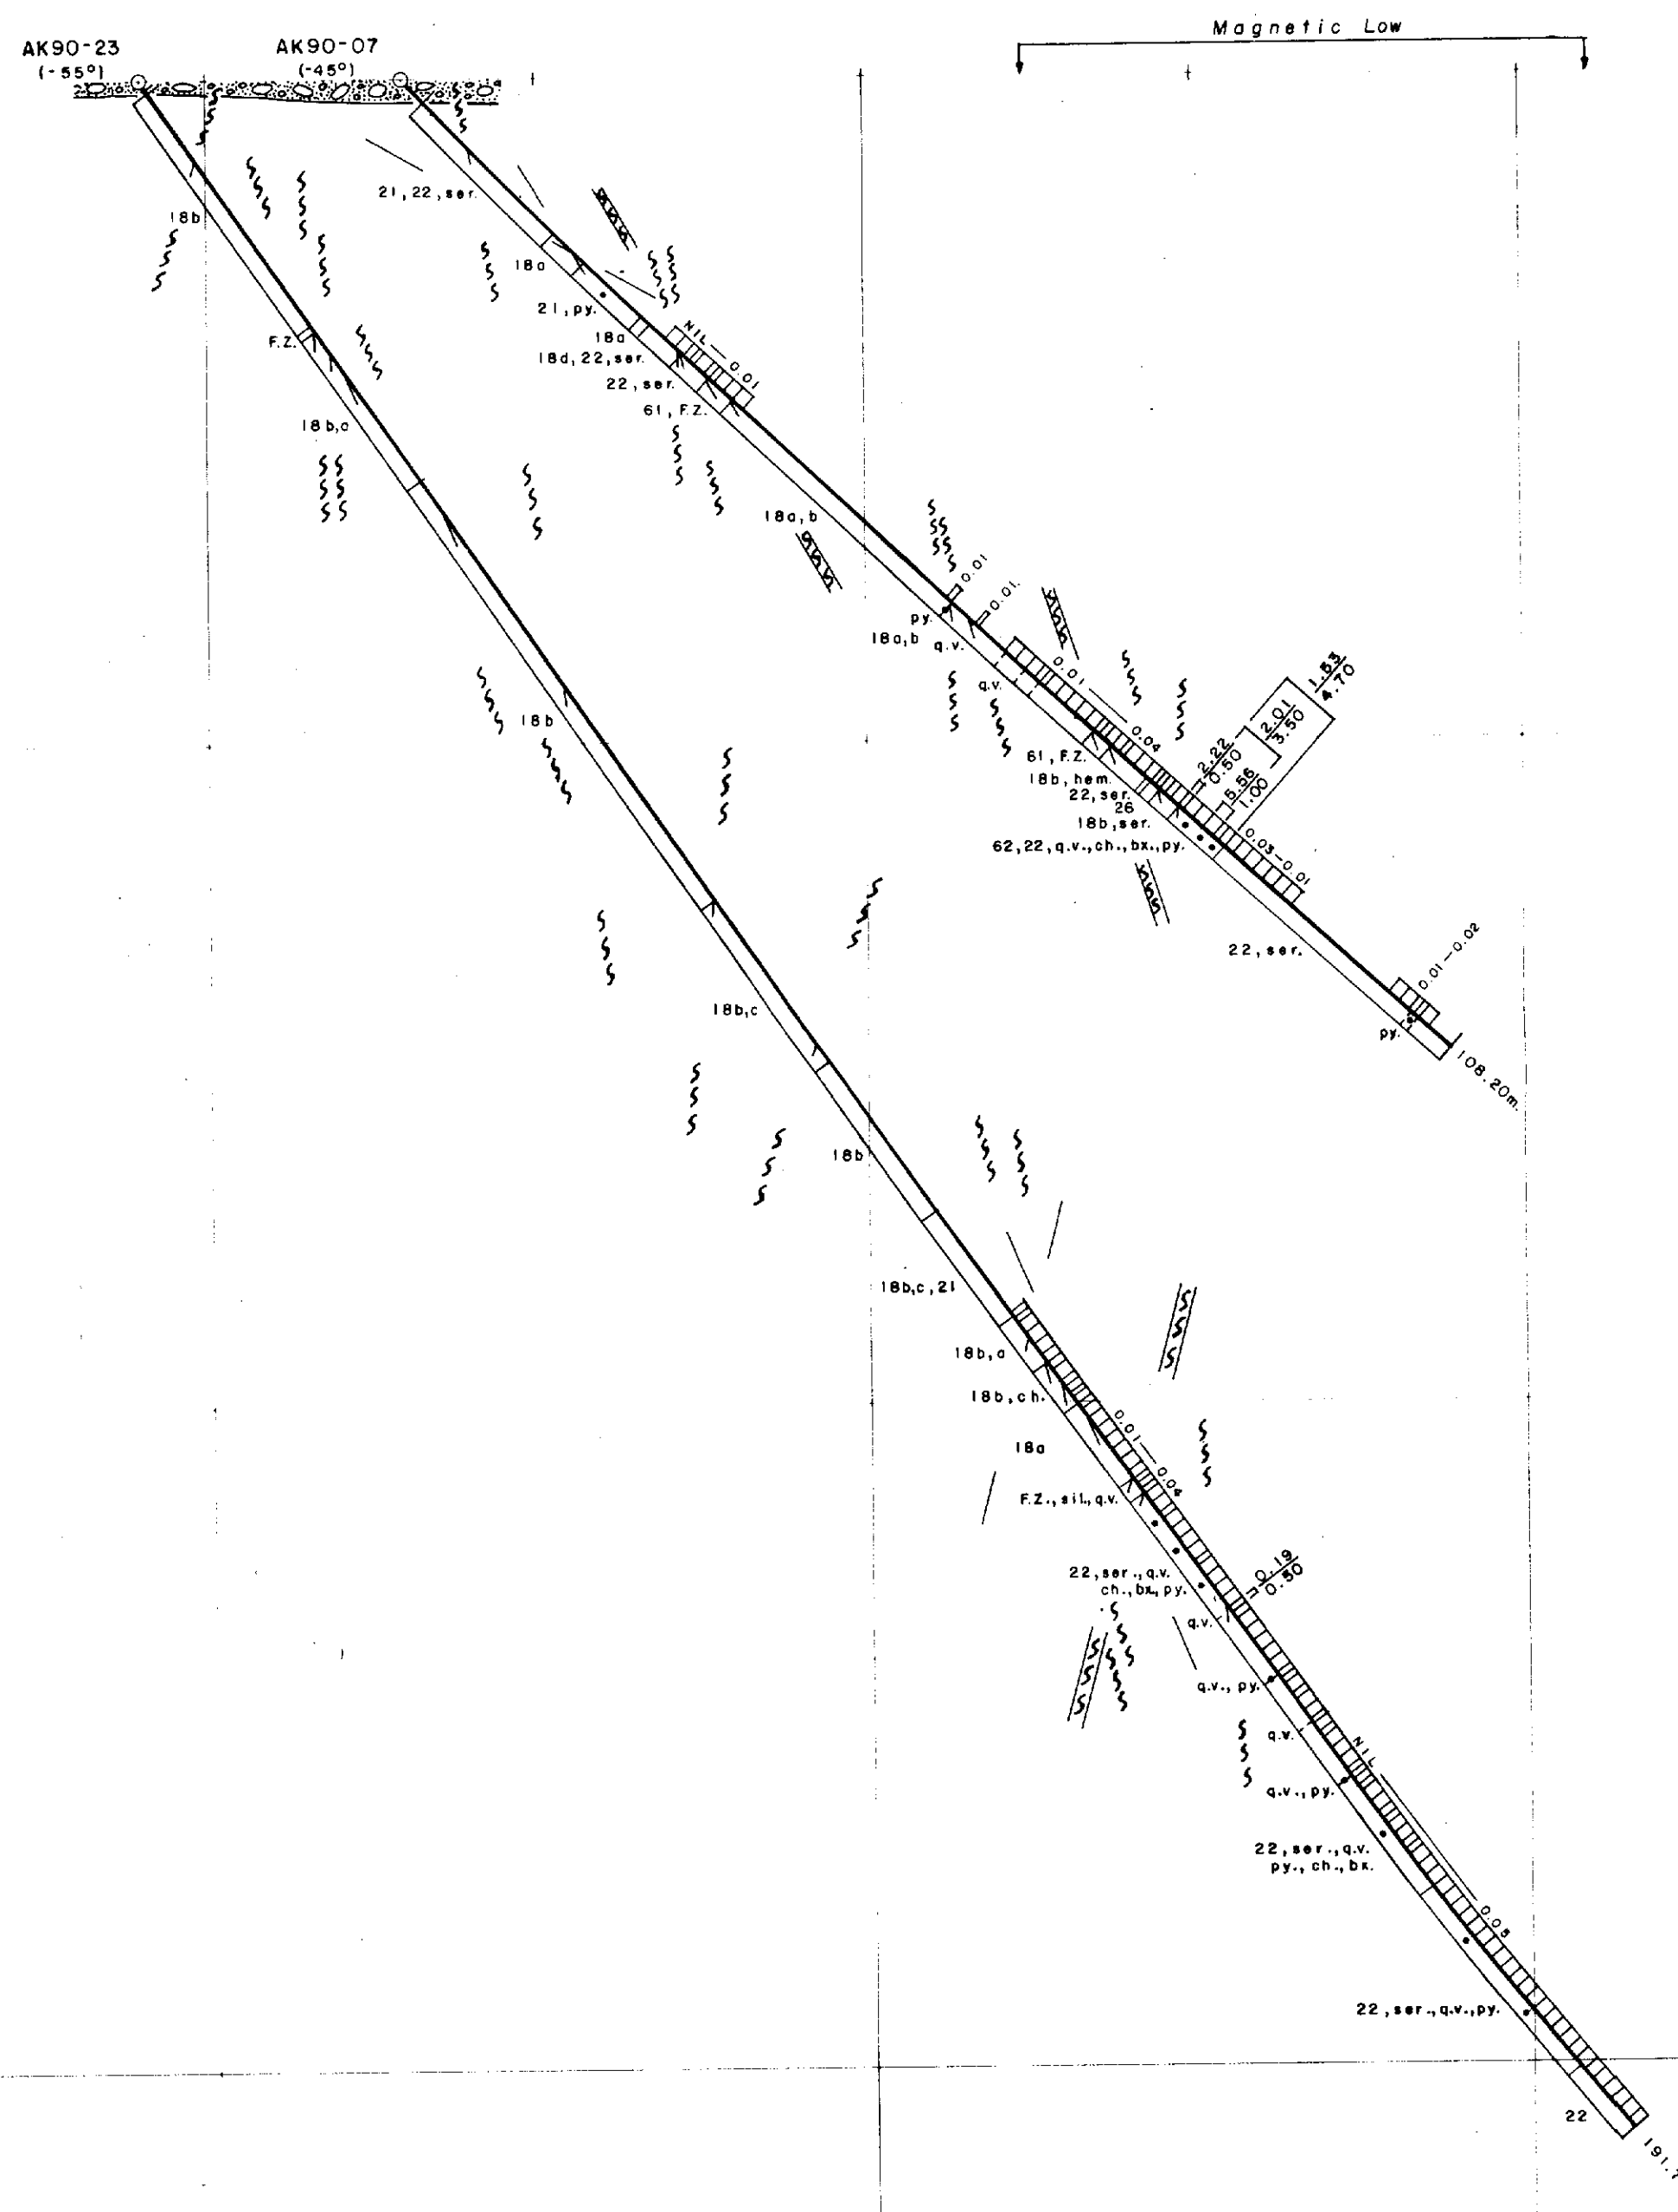 Magnetic Low
AK90-23
(-55°)
AK90-07
(-45°)
21, 22, ser.
18b
18a
21, py.
18a
18d, 22, ser.
22, ser.
61, F.Z.
NIL — 0.01
F.Z.
18b,a
18a, b
0.01
0.01
py.
18a,b
q.v.
q.v.
0.01 — 0.04
61, F.Z.
18b, hem.
22, ser.
26
18b, ser.
62, 22, q.v., ch., bx., py.
2.22
0.50
5.56
1.00
2.01
3.50
1.53
4.70
0.03-0.01
22, ser.
0.01-0.02
py.
108.20m.
18b
18b,c
18b
18b,c,21
18b,a
18b, ch.
18a
0.01 — 0.04
F.Z., sil., q.v.
22, ser., q.v.
ch., bx., py.
0.19
0.50
q.v.
q.v., py.
q.v.
q.v., py.
NIL — 0.05
22, ser., q.v.
py., ch., bx.
22, ser., q.v., py.
22